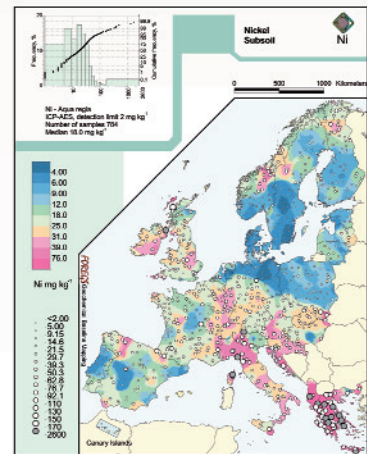 Nickel
Subsoil
Ni
Frequency, %
Cumulative frequency, %
0 500 1000 Kilometers
Ni - Aqua regia
ICP-AES, detection limit 2 mg kg⁻¹
Number of samples 784
Median 18.0 mg kg⁻¹
4.00
6.00
9.00
12.0
18.0
25.0
31.0
39.0
76.0
Ni mg kg⁻¹
<2.00
5.00
9.15
14.6
21.5
29.7
39.3
50.3
62.8
76.7
92.1
110
130
150
170
2600
Canary Islands